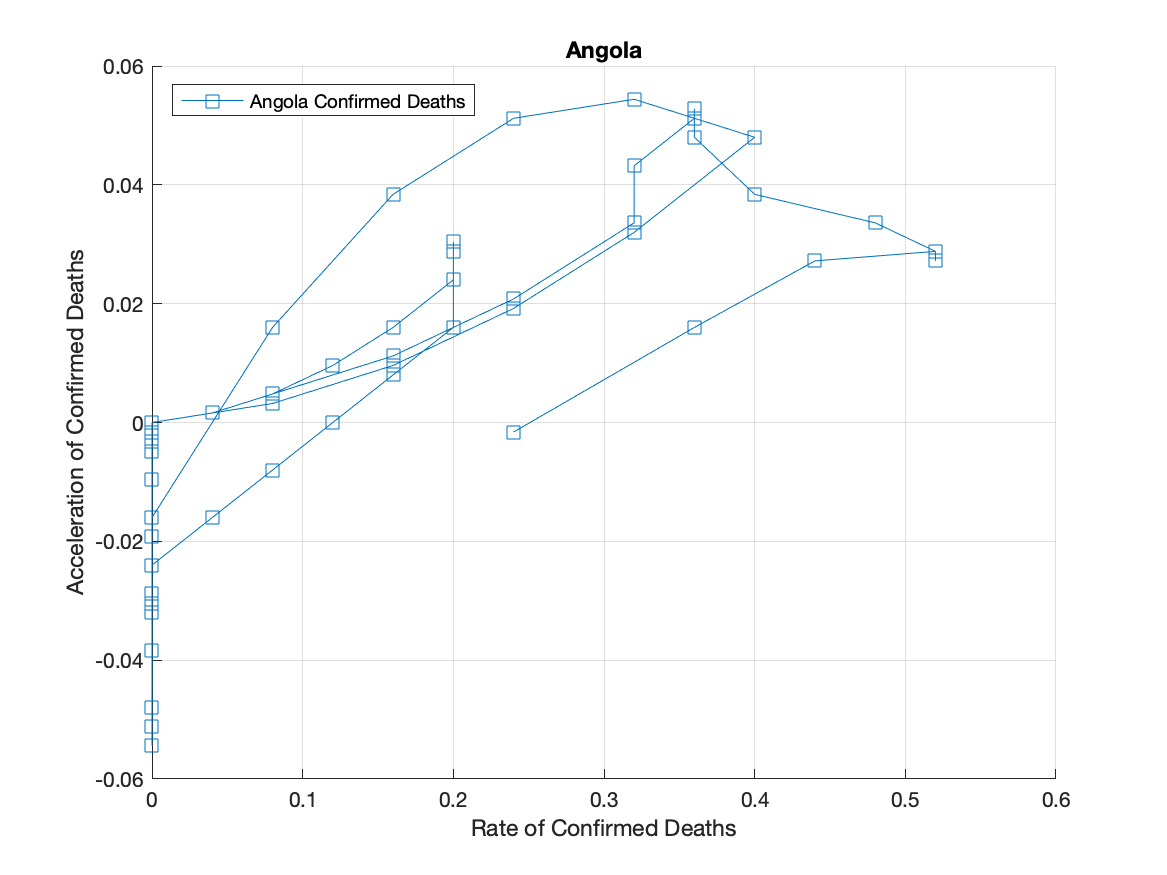 Angola
Angola Confirmed Deaths
0.06
0.04
0.02
0
-0.02
-0.04
-0.06
Acceleration of Confirmed Deaths
0 0.1 0.2 0.3 0.4 0.5 0.6
Rate of Confirmed Deaths